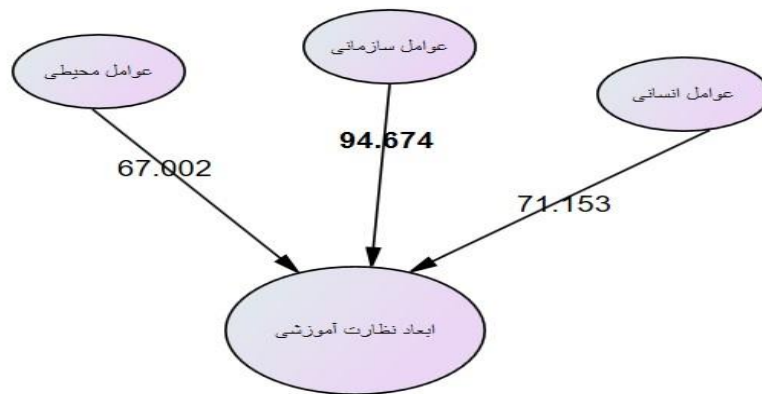 عوامل سازمانی
عوامل محیطی
عوامل انسانی
94.674
67.002
71.153
ابعاد نظارت آموزشی